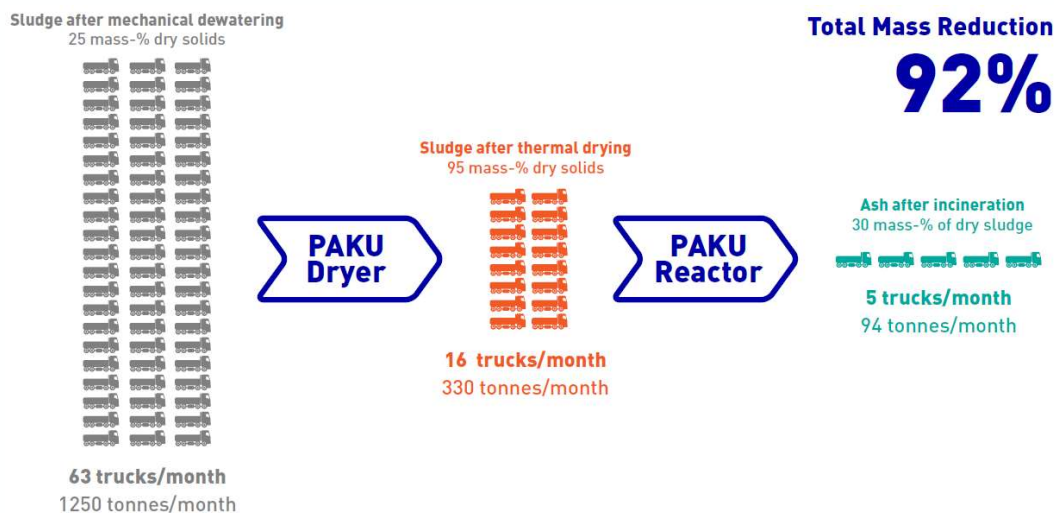 Sludge after mechanical dewatering
25 mass-% dry solids
63 trucks/month
1250 tonnes/month
PAKU
Dryer
Sludge after thermal drying
95 mass-% dry solids
16 trucks/month
330 tonnes/month
PAKU
Reactor
Total Mass Reduction
92%
Ash after incineration
30 mass-% of dry sludge
5 trucks/month
94 tonnes/month